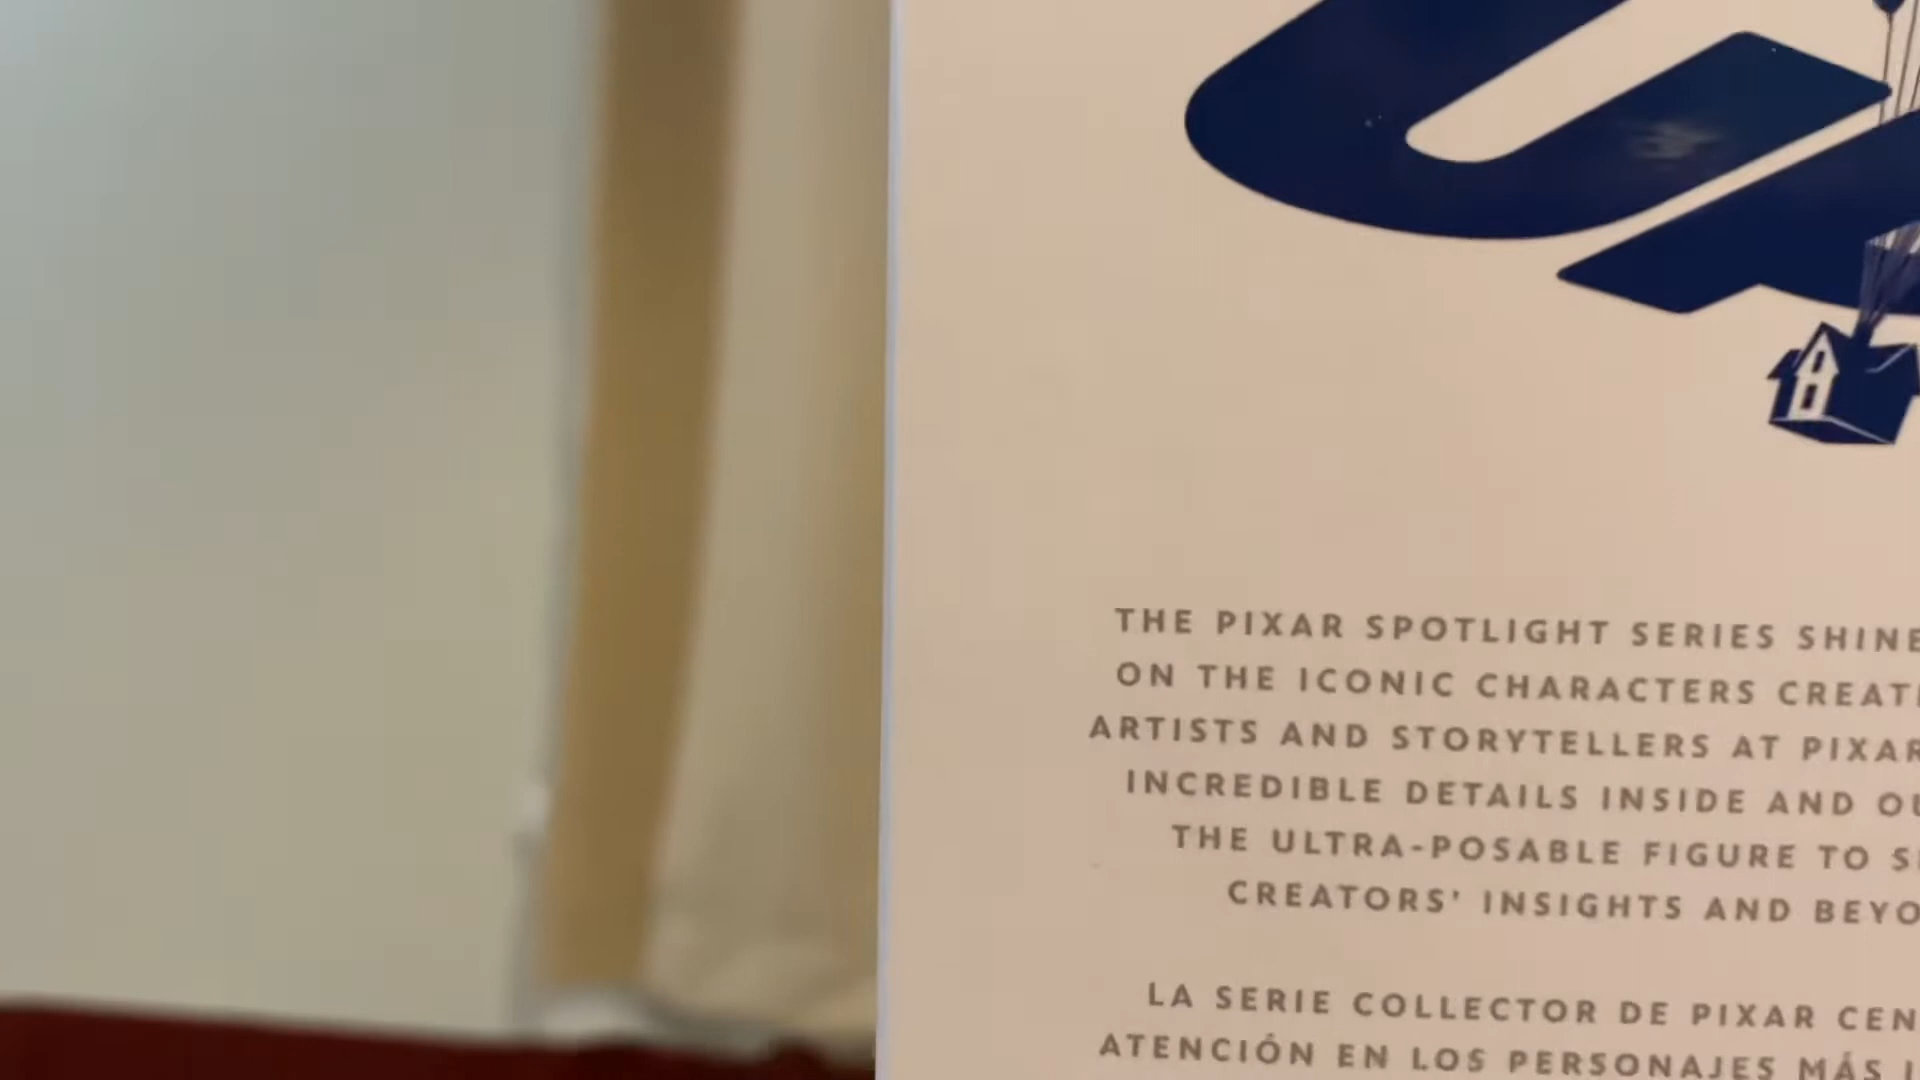 THE PIXAR SPOTLIGHT SERIES
ON THE ICONIC CHARACTERS
ARTISTS AND STORYTELLERS AT
INCREDIBLE DETAILS INSIDE AND
THE ULTRA-POSABLE FIGURE TO
CREATORS' INSIGHTS AND
LA SERIE COLLECTOR DE PIXAR
ATENCIÓN EN LOS PERSONAJES MÁS